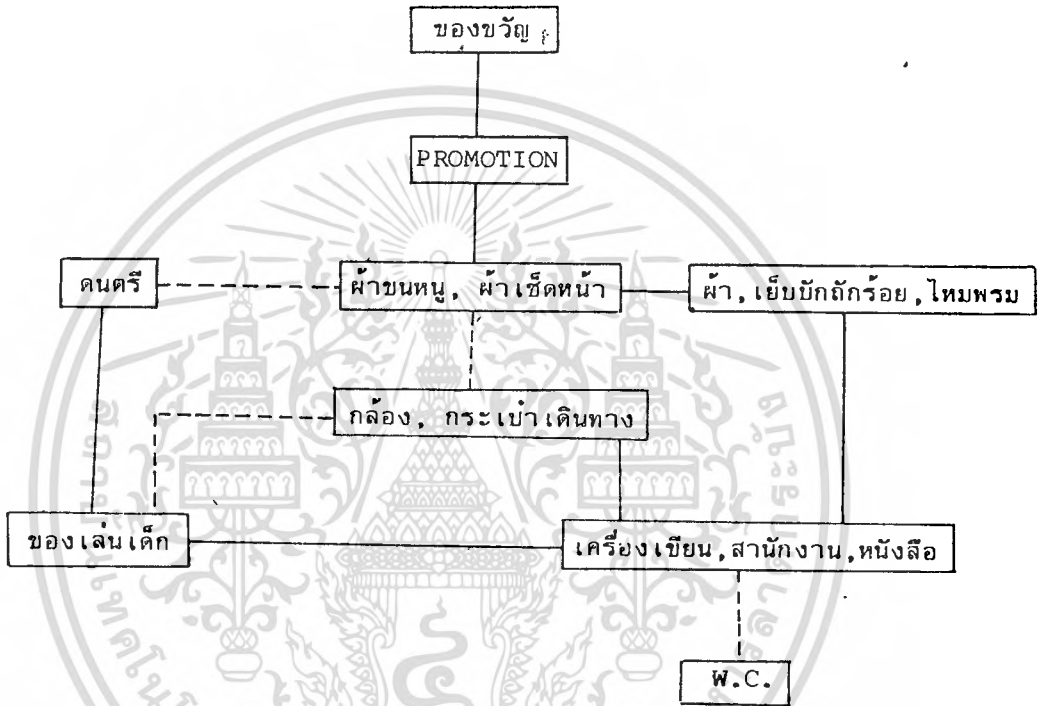 ของขวัญ
PROMOTION
ดนตรี
ผ้าขนหนู, ผ้าเช็ดหน้า
ผ้า,เย็บปักถักร้อย,ไหมพรม
กล้อง, กระเป๋าเดินทาง
ของเล่นเด็ก
เครื่องเขียน,สำนักงาน,หนังสือ
W.C.